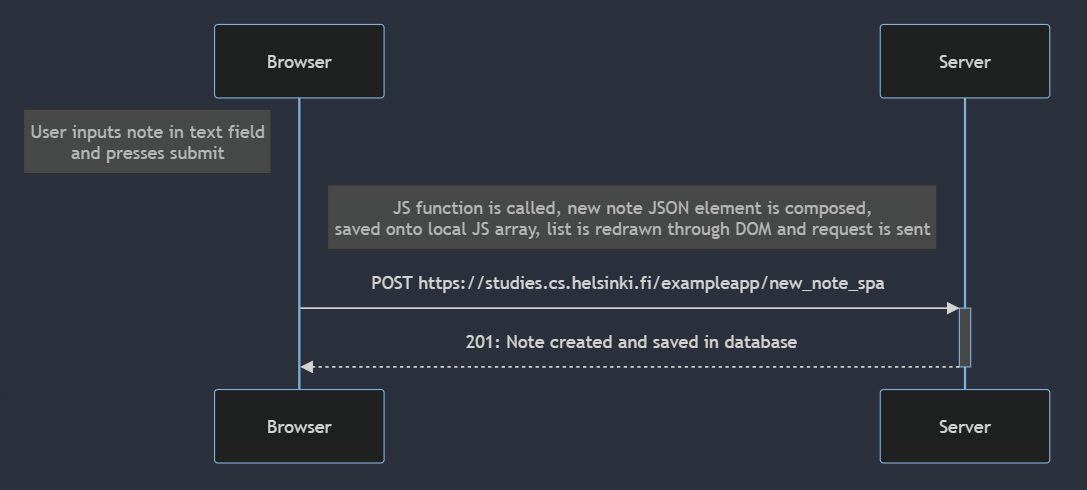 Browser
Server
User inputs note in text field
and presses submit
JS function is called, new note JSON element is composed,
saved onto local JS array, list is redrawn through DOM and request is sent
POST https://studies.cs.helsinki.fi/exampleapp/new_note_spa
201: Note created and saved in database
Browser
Server